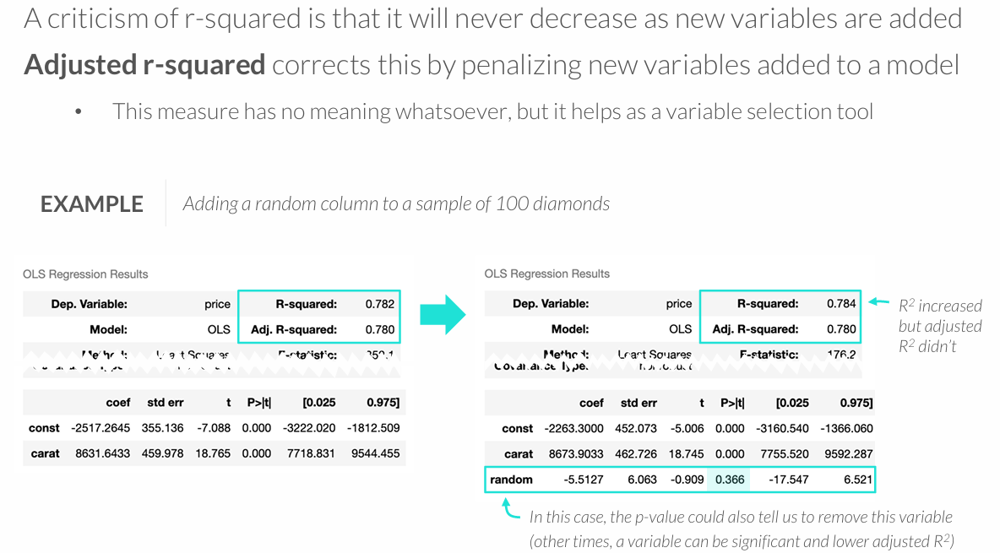 A criticism of r-squared is that it will never decrease as new variables are added
Adjusted r-squared corrects this by penalizing new variables added to a model
• This measure has no meaning whatsoever, but it helps as a variable selection tool
EXAMPLE Adding a random column to a sample of 100 diamonds
OLS Regression Results
Dep. Variable: price R-squared: 0.782
Model: OLS Adj. R-squared: 0.780
Method: Least Squares F-statistic:
coef std err t P>|t| [0.025 0.975]
const -2517.2645 355.136 -7.088 0.000 -3222.020 -1812.509
carat 8631.6433 459.978 18.765 0.000 7718.831 9544.455
OLS Regression Results
Dep. Variable: price R-squared: 0.784
Model: OLS Adj. R-squared: 0.780
Method: Least Squares F-statistic: 176.2
Covariance Type: nonrobust
coef std err t P>|t| [0.025 0.975]
const -2263.3000 452.073 -5.006 0.000 -3160.540 -1366.060
carat 8673.9033 462.726 18.745 0.000 7755.520 9592.287
random -5.5127 6.063 -0.909 0.366 -17.547 6.521
R² increased
but adjusted
R² didn't
In this case, the p-value could also tell us to remove this variable
(other times, a variable can be significant and lower adjusted R²)